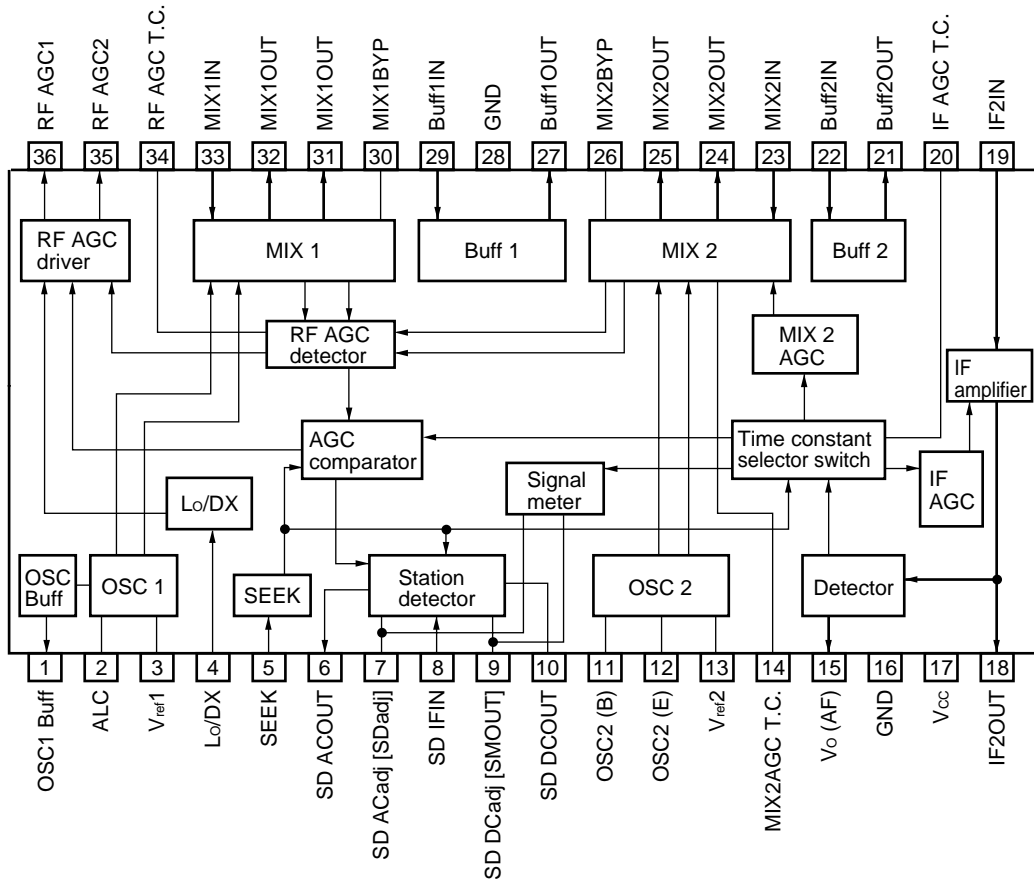 RF AGC1
RF AGC2
RF AGC T.C.
MIX1IN
MIX1OUT
MIX1OUT
MIX1BYP
Buff1IN
GND
Buff1OUT
MIX2BYP
MIX2OUT
MIX2OUT
MIX2IN
Buff2IN
Buff2OUT
IF AGC T.C.
IF2IN
36
35
34
33
32
31
30
29
28
27
26
25
24
23
22
21
20
19
RF AGC
driver
MIX 1
Buff 1
MIX 2
Buff 2
RF AGC
detector
MIX 2
AGC
IF
amplifier
AGC
comparator
Time constant
selector switch
Signal
meter
IF
AGC
LO/DX
OSC
Buff
OSC 1
SEEK
Station
detector
OSC 2
Detector
1
2
3
4
5
6
7
8
9
10
11
12
13
14
15
16
17
18
OSC1 Buff
ALC
Vref1
LO/DX
SEEK
SD ACOUT
SD ACadj [SDadj]
SD IFIN
SD DCadj [SMOUT]
SD DCOUT
OSC2 (B)
OSC2 (E)
Vref2
MIX2AGC T.C.
VO (AF)
GND
VCC
IF2OUT